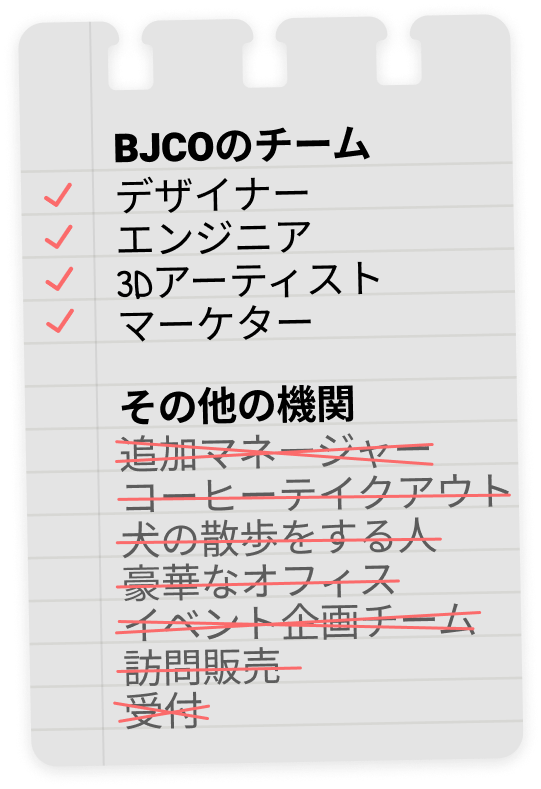 BJCOのチーム
デザイナー
エンジニア
3Dアーティスト
マーケター
その他の機関
追加マネージャー
コーヒーテイクアウト
犬の散歩をする人
豪華なオフィス
イベント企画チーム
訪問販売
受付